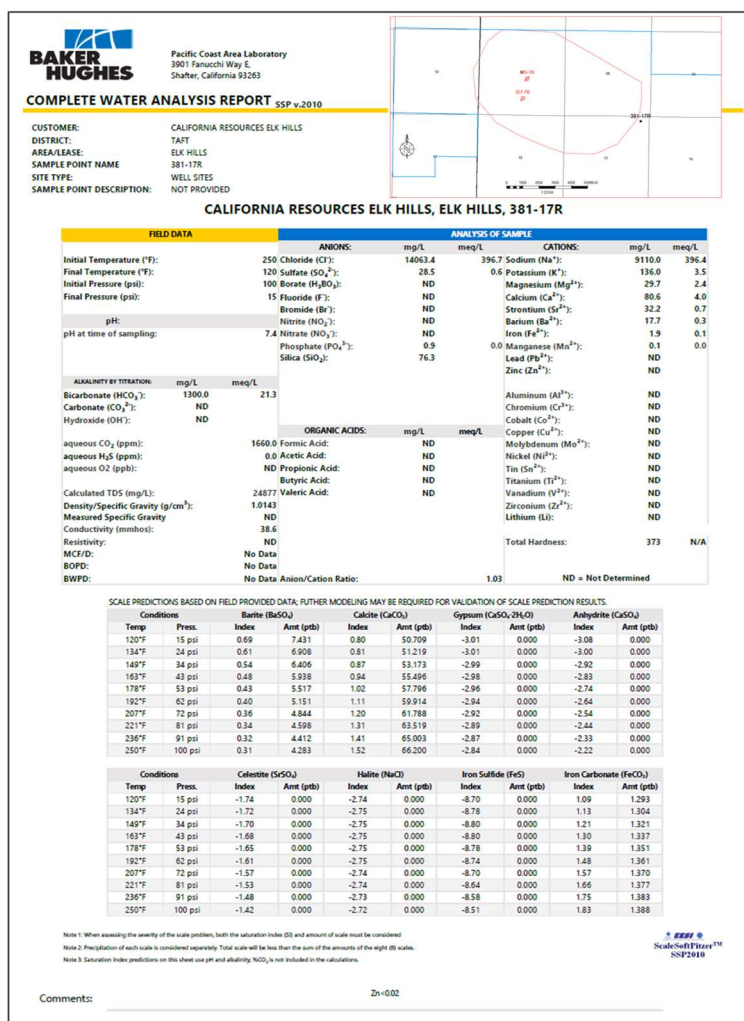 BAKER
HUGHES
Pacific Coast Area Laboratory
3901 Fanucchi Way E,
Shafter, California 93263
COMPLETE WATER ANALYSIS REPORT SSP v.2010
CUSTOMER: CALIFORNIA RESOURCES ELK HILLS
DISTRICT: TAFT
AREA/LEASE: ELK HILLS
SAMPLE POINT NAME 381-17R
SITE TYPE: WELL SITES
SAMPLE POINT DESCRIPTION: NOT PROVIDED
381-17R
CALIFORNIA RESOURCES ELK HILLS, ELK HILLS, 381-17R
FIELD DATA ANALYSIS OF SAMPLE
ANIONS: mg/L meq/L CATIONS: mg/L meq/L
Initial Temperature (°F): 250 Chloride (Cl⁻): 14063.4 396.7 Sodium (Na⁺): 9110.0 396.4
Final Temperature (°F): 120 Sulfate (SO₄²⁻): 28.5 0.6 Potassium (K⁺): 136.0 3.5
Initial Pressure (psi): 100 Borate (H₃BO₃): ND Magnesium (Mg²⁺): 29.7 2.4
Final Pressure (psi): 15 Fluoride (F⁻): ND Calcium (Ca²⁺): 80.6 4.0
Bromide (Br⁻): ND Strontium (Sr²⁺): 32.2 0.7
pH: Nitrite (NO₂⁻): ND Barium (Ba²⁺): 17.7 0.3
pH at time of sampling: 7.4 Nitrate (NO₃⁻): ND Iron (Fe²⁺): 1.9 0.1
Phosphate (PO₄³⁻): 0.9 0.0 Manganese (Mn²⁺): 0.1 0.0
Silica (SiO₂): 76.3 Lead (Pb²⁺): ND
Zinc (Zn²⁺): ND
ALKALINITY BY TITRATION: mg/L meq/L
Bicarbonate (HCO₃⁻): 1300.0 21.3 Aluminum (Al³⁺): ND
Carbonate (CO₃²⁻): ND Chromium (Cr³⁺): ND
Hydroxide (OH⁻): ND Cobalt (Co²⁺): ND
ORGANIC ACIDS: mg/L meq/L Copper (Cu²⁺): ND
aqueous CO₂ (ppm): 1660.0 Formic Acid: ND Molybdenum (Mo²⁺): ND
aqueous H₂S (ppm): 0.0 Acetic Acid: ND Nickel (Ni²⁺): ND
aqueous O2 (ppb): ND Propionic Acid: ND Tin (Sn²⁺): ND
Butyric Acid: ND Titanium (Ti²⁺): ND
Calculated TDS (mg/L): 24877 Valeric Acid: ND Vanadium (V²⁺): ND
Density/Specific Gravity (g/cm³): 1.0143 Zirconium (Zr²⁺): ND
Measured Specific Gravity ND Lithium (Li): ND
Conductivity (mmhos): 38.6
Resistivity: ND Total Hardness: 373 N/A
MCF/D: No Data
BOPD: No Data
BWPD: No Data Anion/Cation Ratio: 1.03 ND = Not Determined
SCALE PREDICTIONS BASED ON FIELD PROVIDED DATA; FUTHER MODELING MAY BE REQUIRED FOR VALIDATION OF SCALE PREDICTION RESULTS.
Conditions Barite (BaSO₄) Calcite (CaCO₃) Gypsum (CaSO₄·2H₂O) Anhydrite (CaSO₄)
Temp Press. Index Amt (ptb) Index Amt (ptb) Index Amt (ptb) Index Amt (ptb)
120°F 15 psi 0.69 7.431 0.80 50.709 -3.01 0.000 -3.08 0.000
134°F 24 psi 0.61 6.908 0.81 51.219 -3.01 0.000 -3.00 0.000
149°F 34 psi 0.54 6.406 0.87 53.173 -2.99 0.000 -2.92 0.000
163°F 43 psi 0.48 5.938 0.94 55.496 -2.98 0.000 -2.83 0.000
178°F 53 psi 0.43 5.517 1.02 57.796 -2.96 0.000 -2.74 0.000
192°F 62 psi 0.40 5.151 1.11 59.914 -2.94 0.000 -2.64 0.000
207°F 72 psi 0.36 4.844 1.20 61.788 -2.92 0.000 -2.54 0.000
221°F 81 psi 0.34 4.598 1.31 63.519 -2.89 0.000 -2.44 0.000
236°F 91 psi 0.32 4.412 1.41 65.003 -2.87 0.000 -2.33 0.000
250°F 100 psi 0.31 4.283 1.52 66.200 -2.84 0.000 -2.22 0.000
Conditions Celestite (SrSO₄) Halite (NaCl) Iron Sulfide (FeS) Iron Carbonate (FeCO₃)
Temp Press. Index Amt (ptb) Index Amt (ptb) Index Amt (ptb) Index Amt (ptb)
120°F 15 psi -1.74 0.000 -2.74 0.000 -8.70 0.000 1.09 1.293
134°F 24 psi -1.72 0.000 -2.75 0.000 -8.78 0.000 1.13 1.304
149°F 34 psi -1.70 0.000 -2.75 0.000 -8.80 0.000 1.21 1.321
163°F 43 psi -1.68 0.000 -2.75 0.000 -8.80 0.000 1.30 1.337
178°F 53 psi -1.65 0.000 -2.75 0.000 -8.78 0.000 1.39 1.351
192°F 62 psi -1.61 0.000 -2.75 0.000 -8.74 0.000 1.48 1.361
207°F 72 psi -1.57 0.000 -2.74 0.000 -8.70 0.000 1.57 1.370
221°F 81 psi -1.53 0.000 -2.74 0.000 -8.64 0.000 1.66 1.377
236°F 91 psi -1.48 0.000 -2.73 0.000 -8.58 0.000 1.75 1.383
250°F 100 psi -1.42 0.000 -2.72 0.000 -8.51 0.000 1.83 1.388
Note 1: When assessing the severity of the scale problem, both the saturation index (SI) and amount of scale must be considered
Note 2: Precipitation of each scale is considered separately. Total scale will be less than the sum of the amounts of the eight (8) scales.
Note 3: Saturation Index predictions on this sheet use pH and alkalinity; %CO₂ is not included in the calculations.
ScaleSoftPitzer™
SSP2010
Comments: Zn<0.02